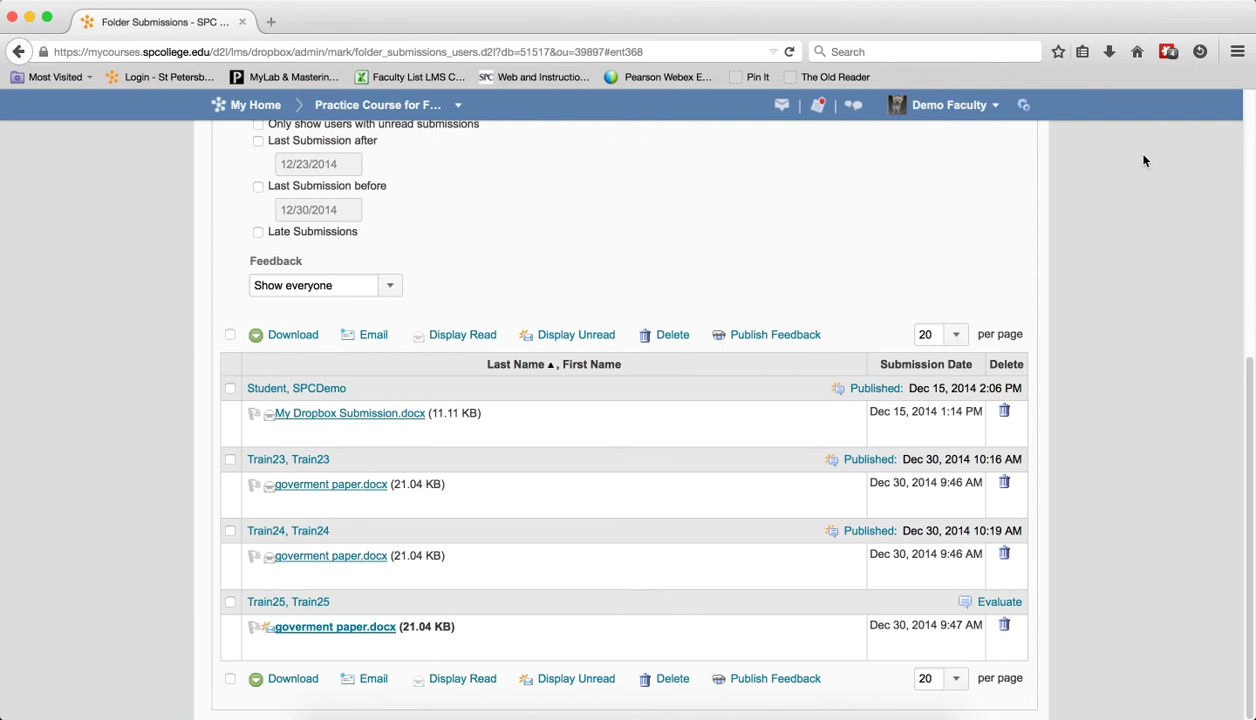 Folder Submissions - SPC ...
https://mycourses.spcollege.edu/d2l/lms/dropbox/admin/mark/folder_submissions_users.d2l?db=51517&ou=39897#ent368
Search
Most Visited Login - St Petersb... MyLab & Mastering... Faculty List LMS C... SPC Web and Instructio... Pearson Webex E... Pin It The Old Reader
My Home Practice Course for F... Demo Faculty
Only show users with unread submissions
Last Submission after
12/23/2014
Last Submission before
12/30/2014
Late Submissions
Feedback
Show everyone
Download Email Display Read Display Unread Delete Publish Feedback 20 per page
Last Name ▲, First Name Submission Date Delete
Student, SPCDemo Published: Dec 15, 2014 2:06 PM
My Dropbox Submission.docx (11.11 KB) Dec 15, 2014 1:14 PM
Train23, Train23 Published: Dec 30, 2014 10:16 AM
goverment paper.docx (21.04 KB) Dec 30, 2014 9:46 AM
Train24, Train24 Published: Dec 30, 2014 10:19 AM
goverment paper.docx (21.04 KB) Dec 30, 2014 9:46 AM
Train25, Train25 Evaluate
goverment paper.docx (21.04 KB) Dec 30, 2014 9:47 AM
Download Email Display Read Display Unread Delete Publish Feedback 20 per page